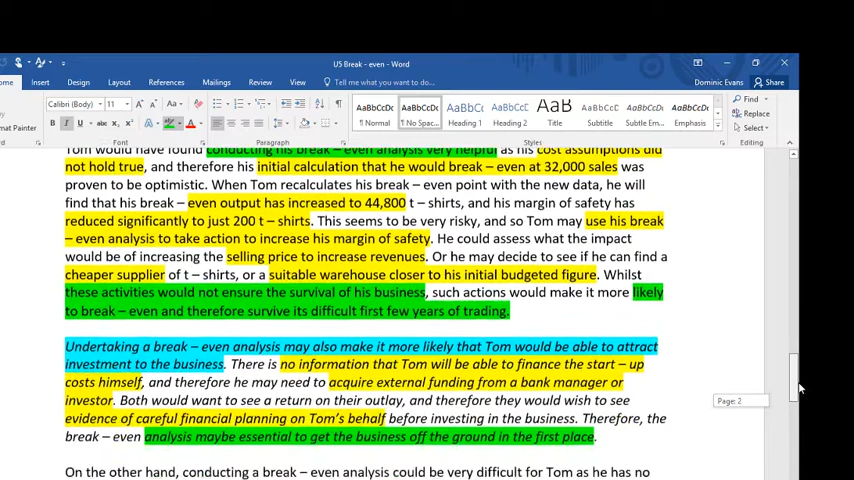 U5 Break - even - Word
Dominic Evans
Share
ome
Insert
Design
Layout
References
Mailings
Review
View
Tell me what you want to do...
mat Painter
Calibri (Body)
11
Font
Paragraph
AaBbCcDc
¶ Normal
AaBbCcDc
¶ No Spac...
AaBbCc
Heading 1
AaBbCcC
Heading 2
AaB
Title
AaBbCcC
Subtitle
AaBbCcDc
Emphasis
Styles
Find
Replace
Select
Editing
Tom would have found conducting his break – even analysis very helpful as his cost assumptions did
not hold true, and therefore his initial calculation that he would break – even at 32,000 sales was
proven to be optimistic. When Tom recalculates his break – even point with the new data, he will
find that his break – even output has increased to 44,800 t – shirts, and his margin of safety has
reduced significantly to just 200 t – shirts. This seems to be very risky, and so Tom may use his break
– even analysis to take action to increase his margin of safety. He could assess what the impact
would be of increasing the selling price to increase revenues. Or he may decide to see if he can find a
cheaper supplier of t – shirts, or a suitable warehouse closer to his initial budgeted figure. Whilst
these activities would not ensure the survival of his business, such actions would make it more likely
to break – even and therefore survive its difficult first few years of trading.
Undertaking a break – even analysis may also make it more likely that Tom would be able to attract
investment to the business. There is no information that Tom will be able to finance the start – up
costs himself, and therefore he may need to acquire external funding from a bank manager or
investor. Both would want to see a return on their outlay, and therefore they would wish to see
evidence of careful financial planning on Tom's behalf before investing in the business. Therefore, the
break – even analysis maybe essential to get the business off the ground in the first place.
Page: 2
On the other hand, conducting a break – even analysis could be very difficult for Tom as he has no